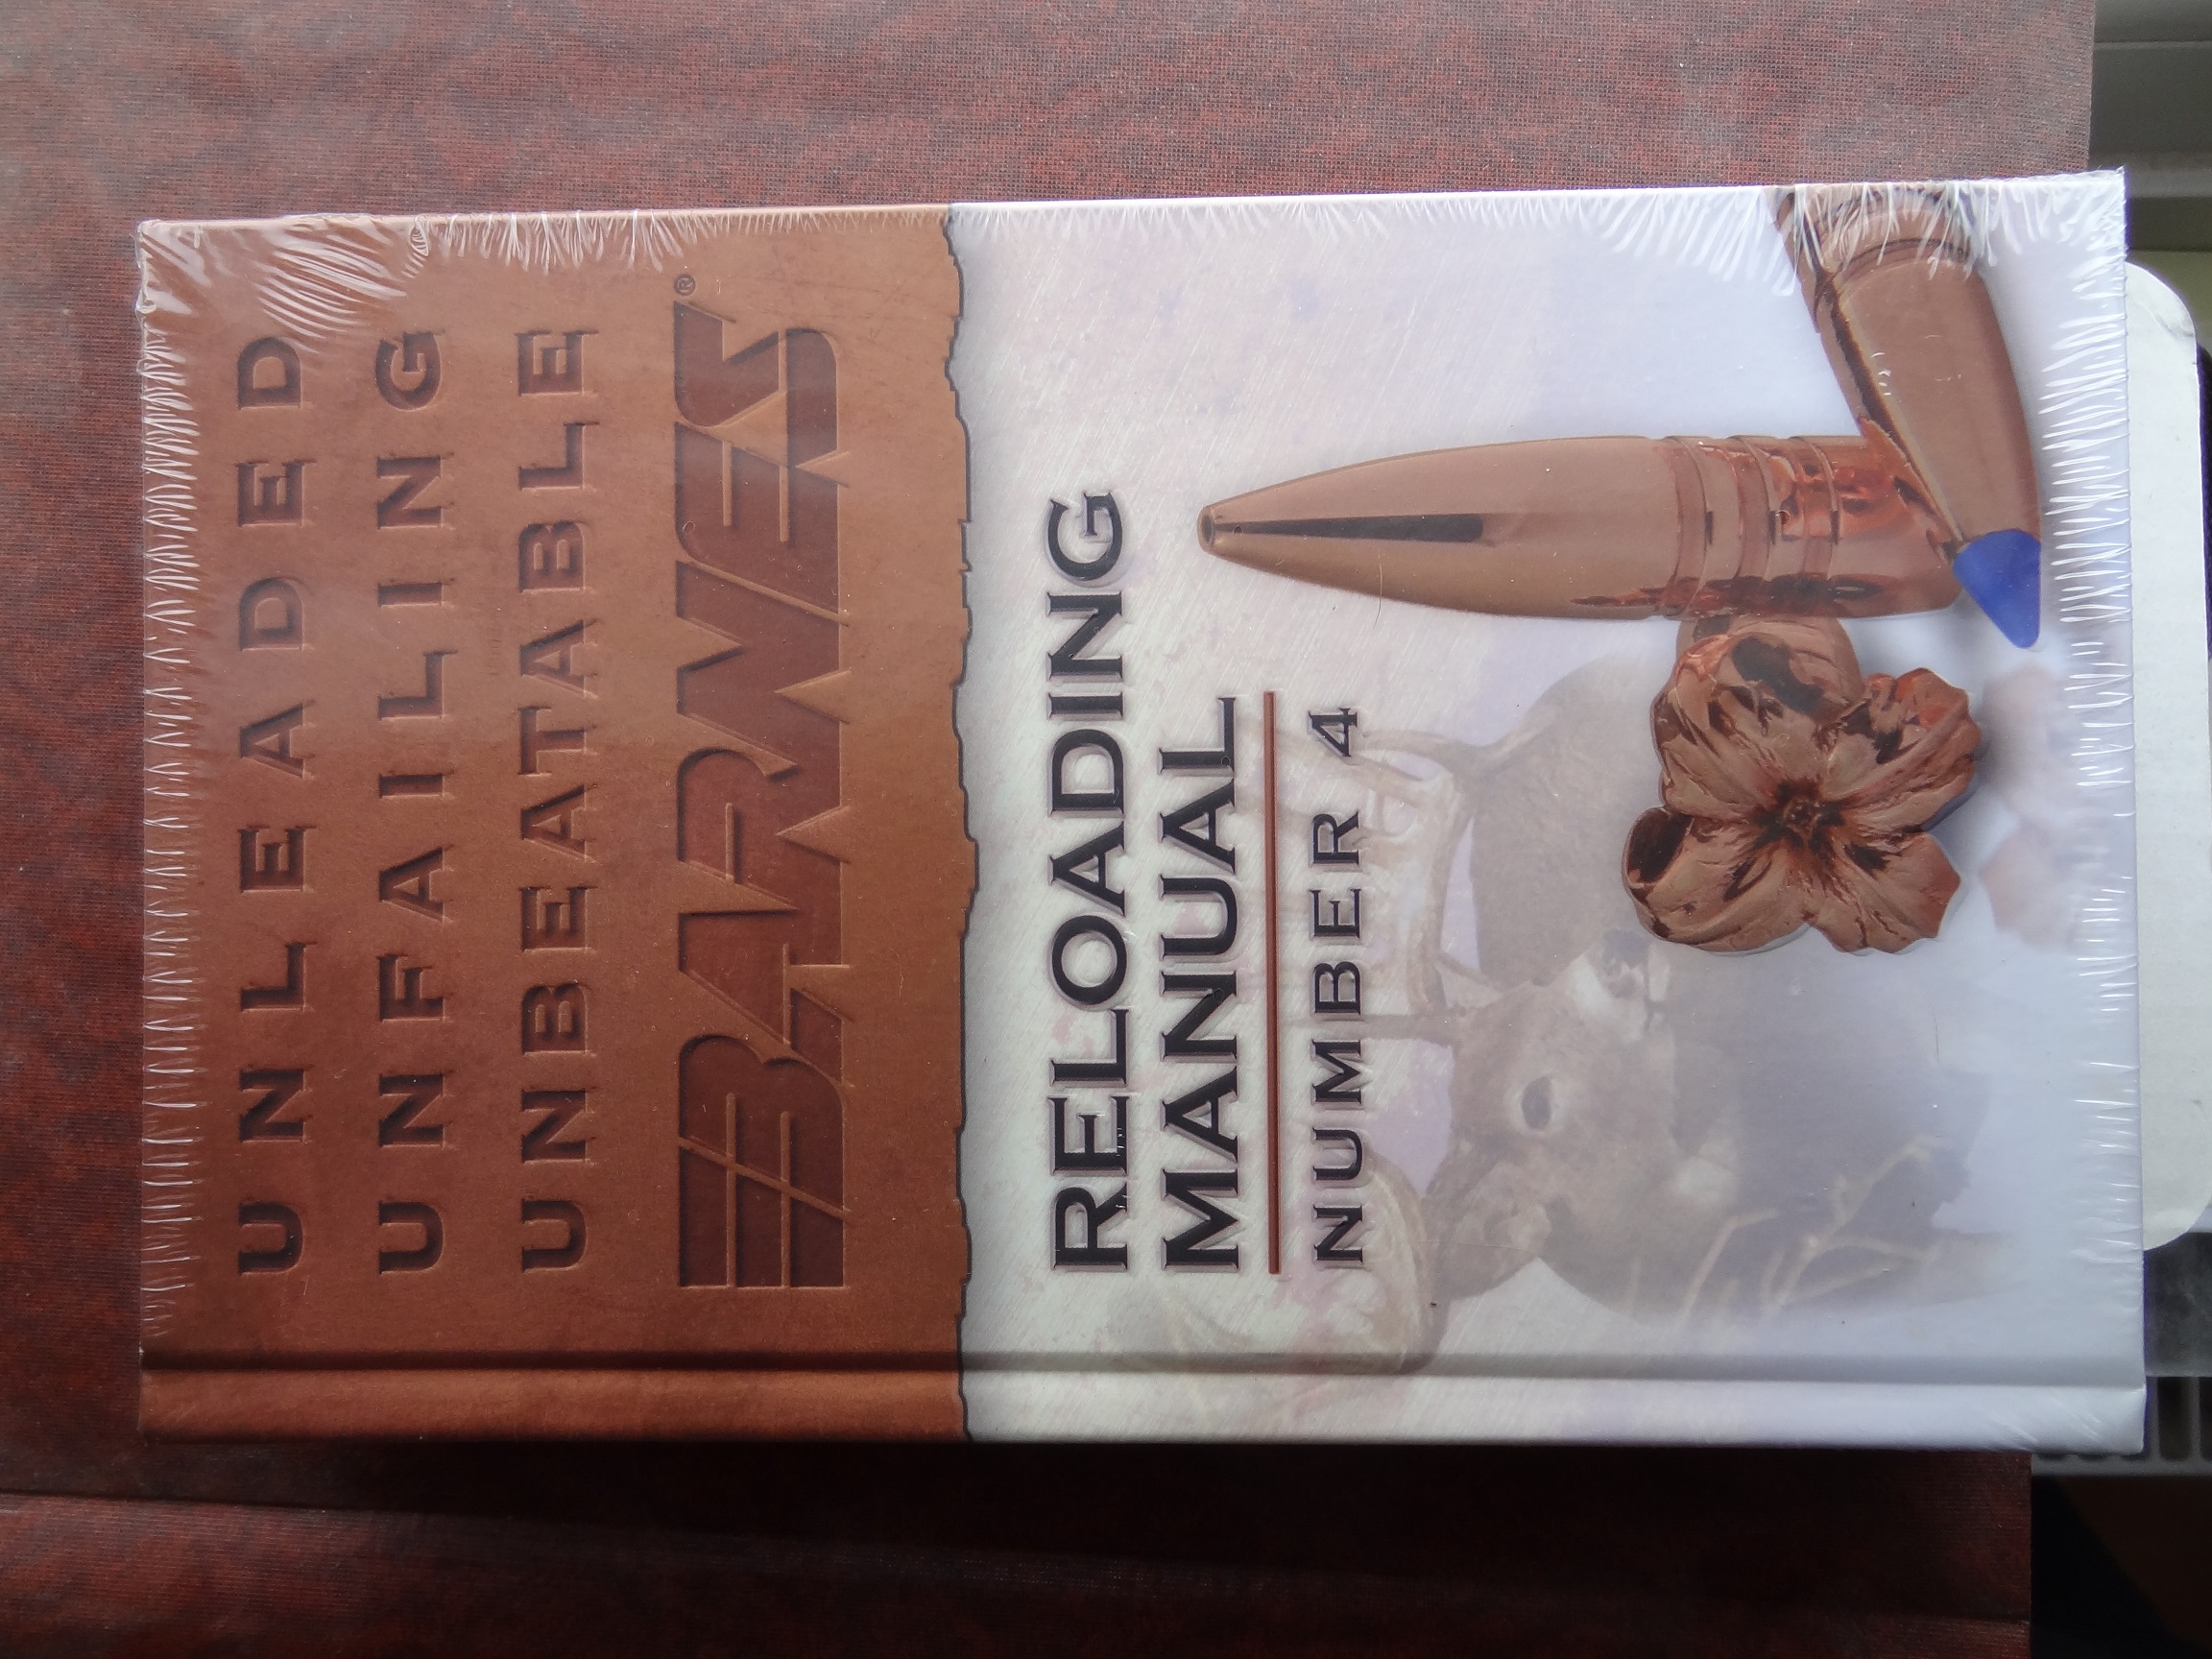 UNLEADED
UNFAILING
UNBEATABLE
BARNES®
RELOADING
MANUAL
NUMBER 4